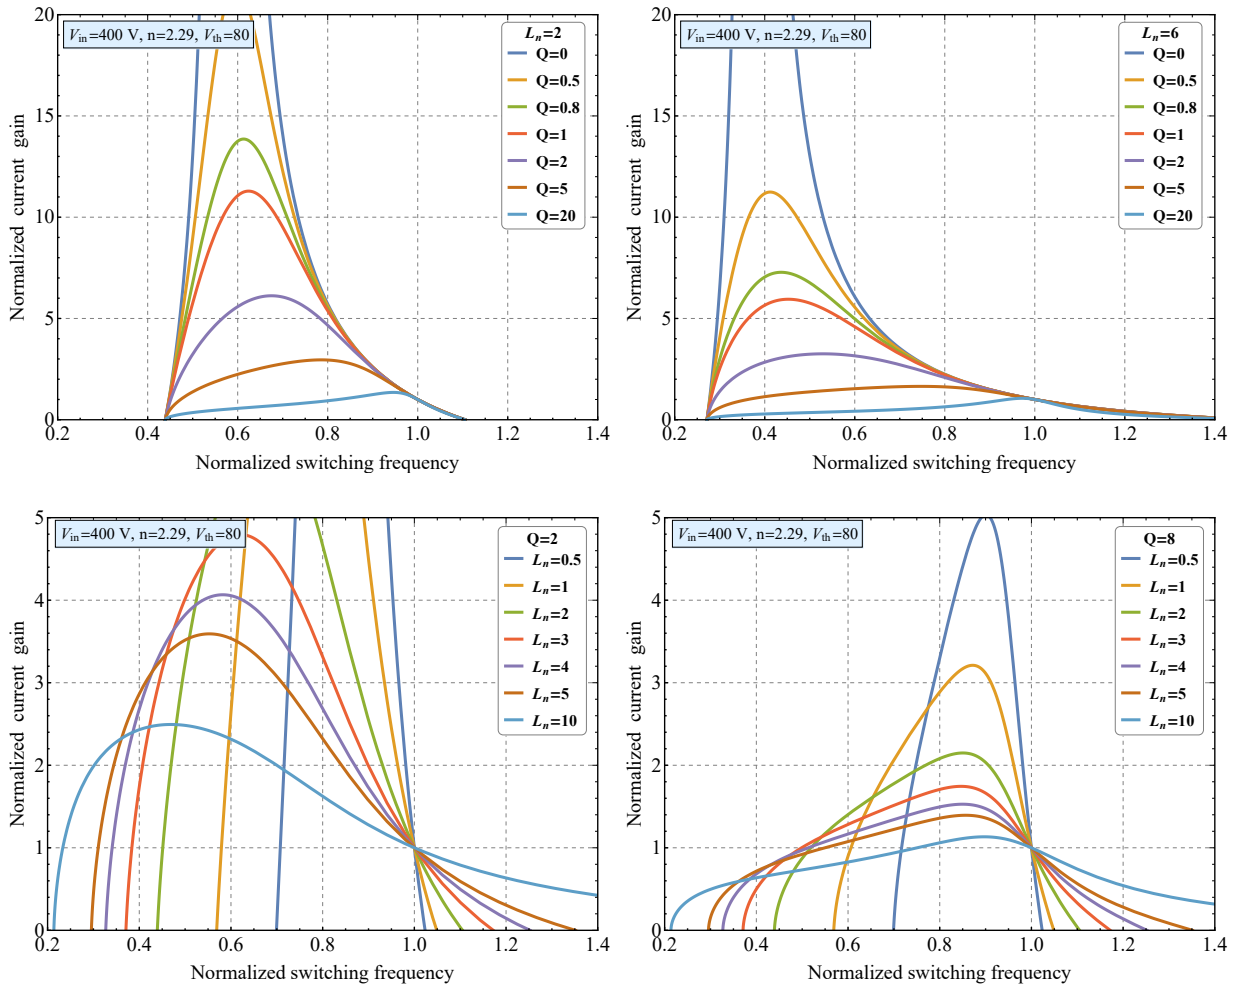 V_in=400 V, n=2.29, V_th=80
L_n=2
Q=0
Q=0.5
Q=0.8
Q=1
Q=2
Q=5
Q=20
Normalized current gain
20
15
10
5
0
0.2 0.4 0.6 0.8 1.0 1.2 1.4
Normalized switching frequency
V_in=400 V, n=2.29, V_th=80
L_n=6
Q=0
Q=0.5
Q=0.8
Q=1
Q=2
Q=5
Q=20
Normalized current gain
20
15
10
5
0
0.2 0.4 0.6 0.8 1.0 1.2 1.4
Normalized switching frequency
V_in=400 V, n=2.29, V_th=80
Q=2
L_n=0.5
L_n=1
L_n=2
L_n=3
L_n=4
L_n=5
L_n=10
Normalized current gain
5
4
3
2
1
0
0.2 0.4 0.6 0.8 1.0 1.2 1.4
Normalized switching frequency
V_in=400 V, n=2.29, V_th=80
Q=8
L_n=0.5
L_n=1
L_n=2
L_n=3
L_n=4
L_n=5
L_n=10
Normalized current gain
5
4
3
2
1
0
0.2 0.4 0.6 0.8 1.0 1.2 1.4
Normalized switching frequency